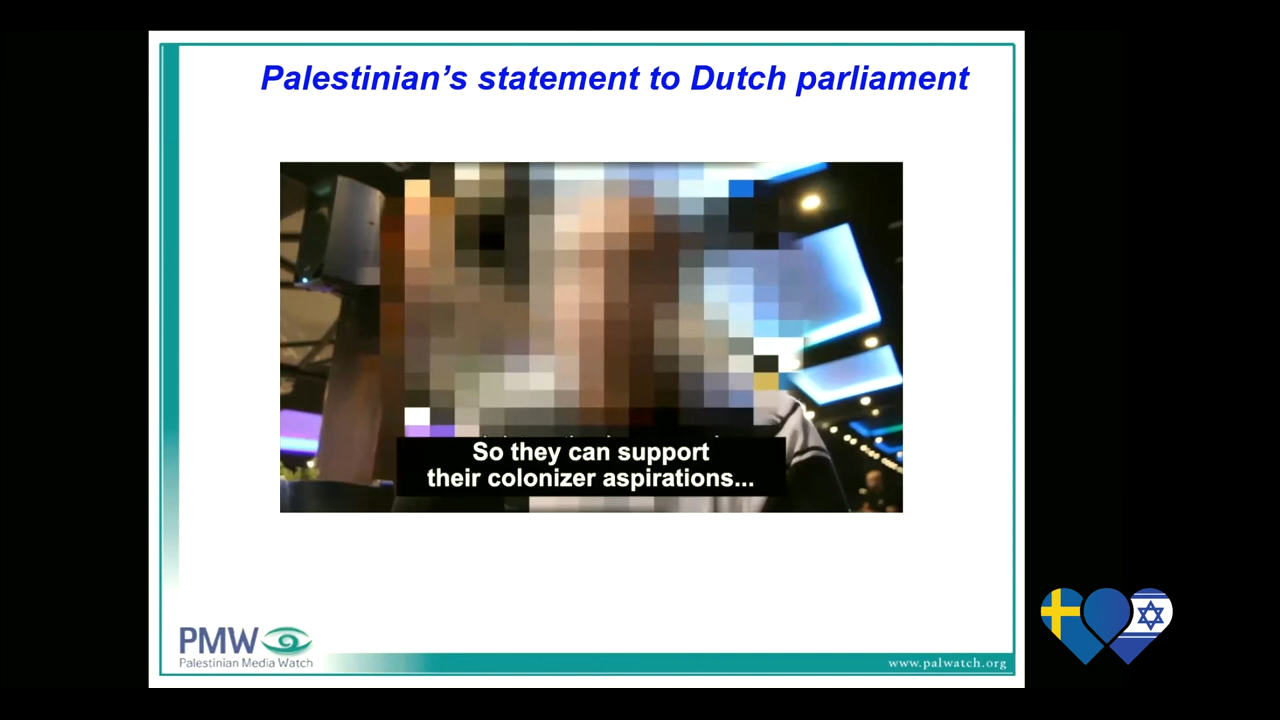 Palestinian’s statement to Dutch parliament
So they can support
their colonizer aspirations...
PMW
Palestinian Media Watch
www.palwatch.org